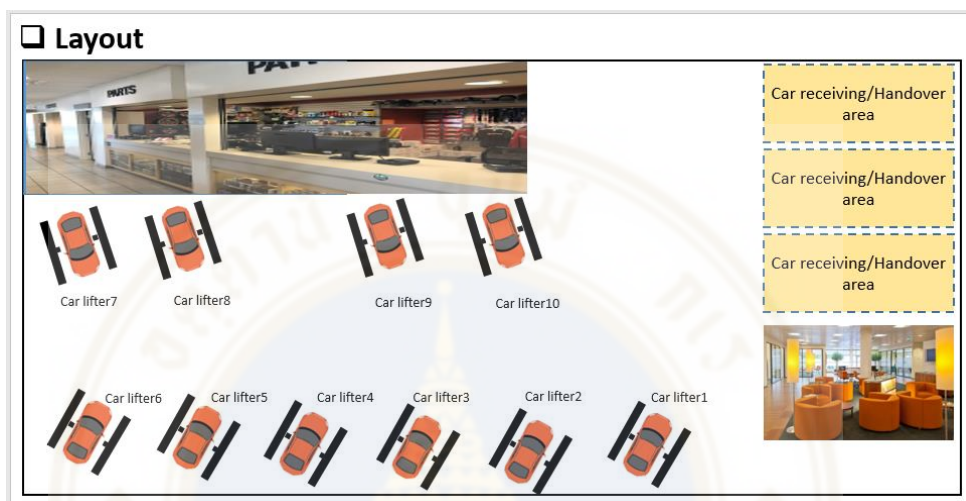 Layout
PARTS
PAR
Car receiving/Handover
area
Car receiving/Handover
area
Car receiving/Handover
area
Car lifter7
Car lifter8
Car lifter9
Car lifter10
Car lifter6
Car lifter5
Car lifter4
Car lifter3
Car lifter2
Car lifter1